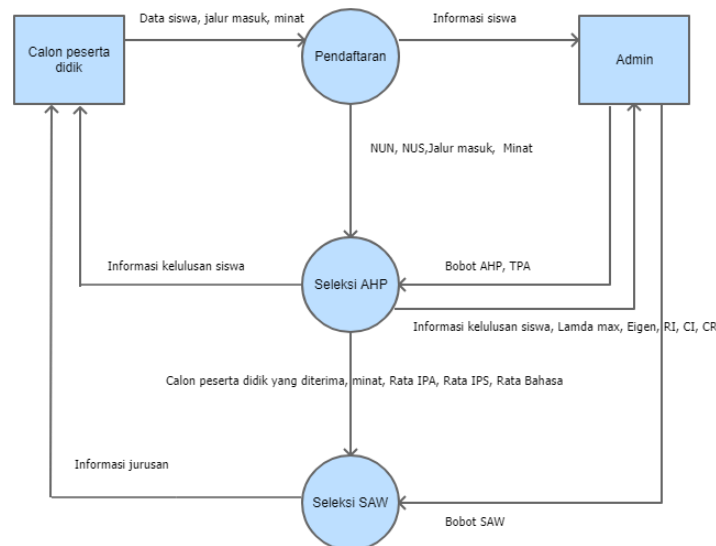 Data siswa, jalur masuk, minat
Informasi siswa
Calon peserta
didik
Pendaftaran
Admin
NUN, NUS,Jalur masuk, Minat
Informasi kelulusan siswa
Bobot AHP, TPA
Seleksi AHP
Informasi kelulusan siswa, Lamda max, Eigen, RI, CI, CR
Calon peserta didik yang diterima, minat, Rata IPA, Rata IPS, Rata Bahasa
Informasi jurusan
Seleksi SAW
Bobot SAW